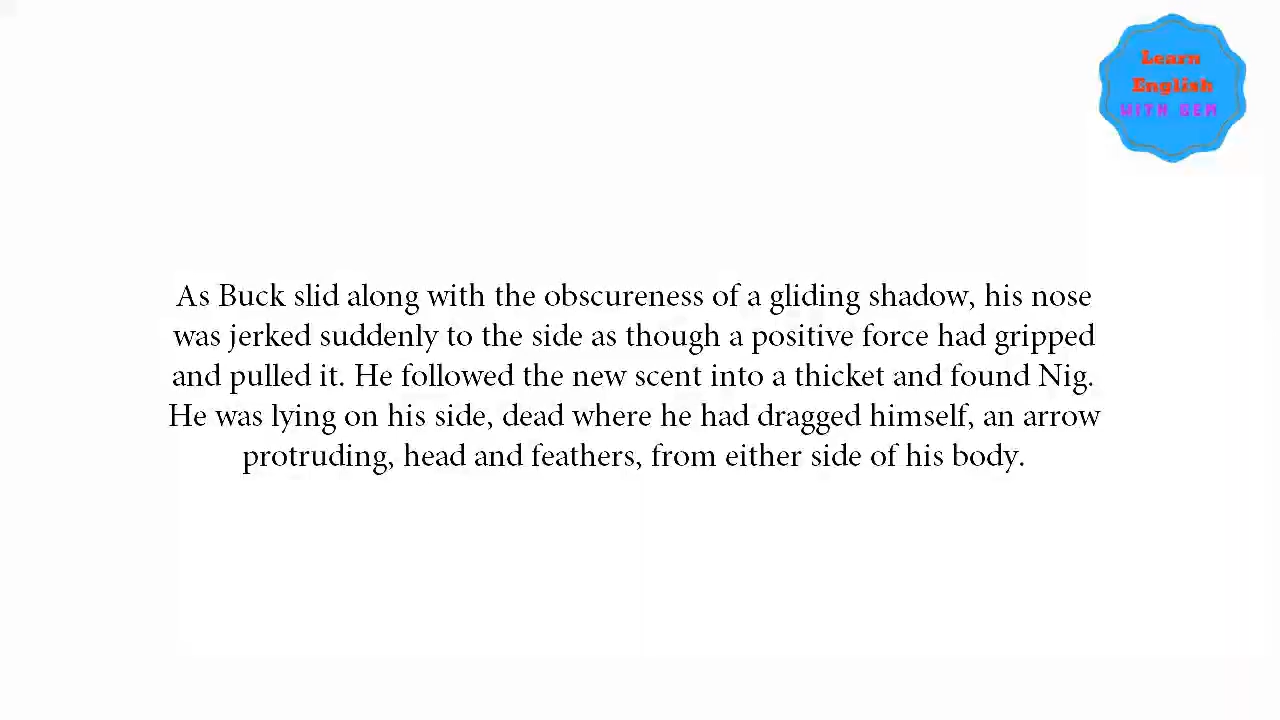 Learn
English
WITH GEM
As Buck slid along with the obscureness of a gliding shadow, his nose
was jerked suddenly to the side as though a positive force had gripped
and pulled it. He followed the new scent into a thicket and found Nig.
He was lying on his side, dead where he had dragged himself, an arrow
protruding, head and feathers, from either side of his body.